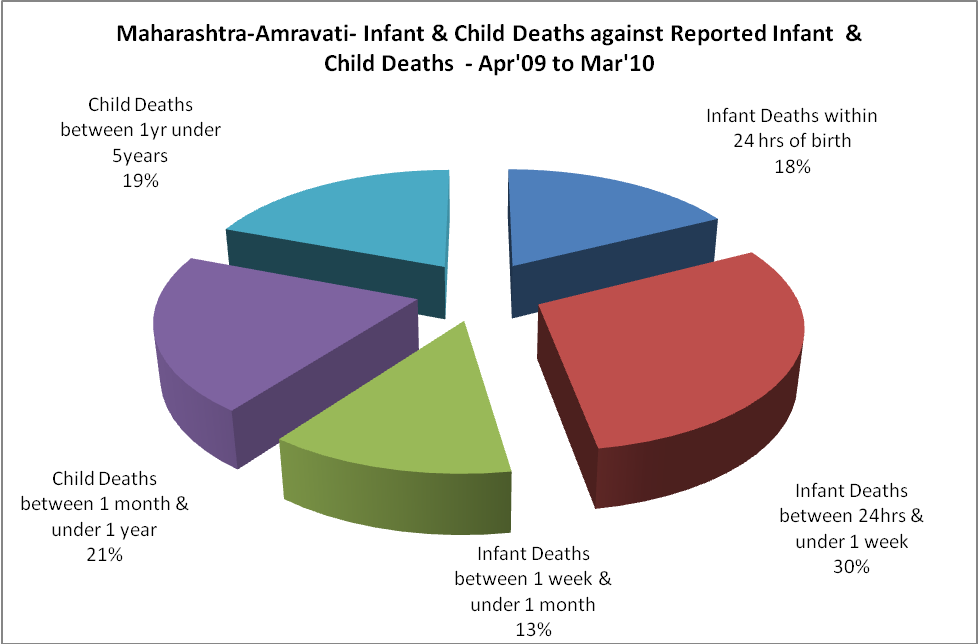 Maharashtra-Amravati- Infant & Child Deaths against Reported Infant &
Child Deaths - Apr'09 to Mar'10
Child Deaths
between 1yr under
5years
19%
Infant Deaths within
24 hrs of birth
18%
Child Deaths
between 1 month &
under 1 year
21%
Infant Deaths
between 1 week &
under 1 month
13%
Infant Deaths
between 24hrs &
under 1 week
30%